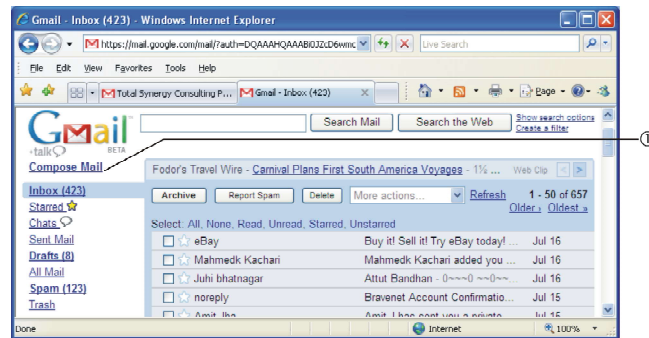 Gmail - Inbox (423) - Windows Internet Explorer
https://mail.google.com/mail/?auth=DQAAAHQAAABi0JZcD6wmc Live Search
File Edit View Favorites Tools Help
Total Synergy Consulting P... Gmail - Inbox (423) Page
Gmail Search Mail Search the Web Show search options
+talk BETA Create a filter
Compose Mail ①
Fodor's Travel Wire - Carnival Plans First South America Voyages - 1½ ... Web Clip < >
Inbox (423) Archive Report Spam Delete More actions... Refresh 1 - 50 of 657
Starred Older › Oldest »
Chats Select: All, None, Read, Unread, Starred, Unstarred
Sent Mail eBay Buy it! Sell it! Try eBay today! ... Jul 16
Drafts (8) Mahmedk Kachari Mahmedk Kachari added you ... Jul 16
All Mail Juhi bhatnagar Attut Bandhan - 0~~~0 ~~0~~... Jul 16
Spam (123) noreply Bravenet Account Confirmatio... Jul 15
Trash Amit Jha Amit Jha
Done Internet 100%